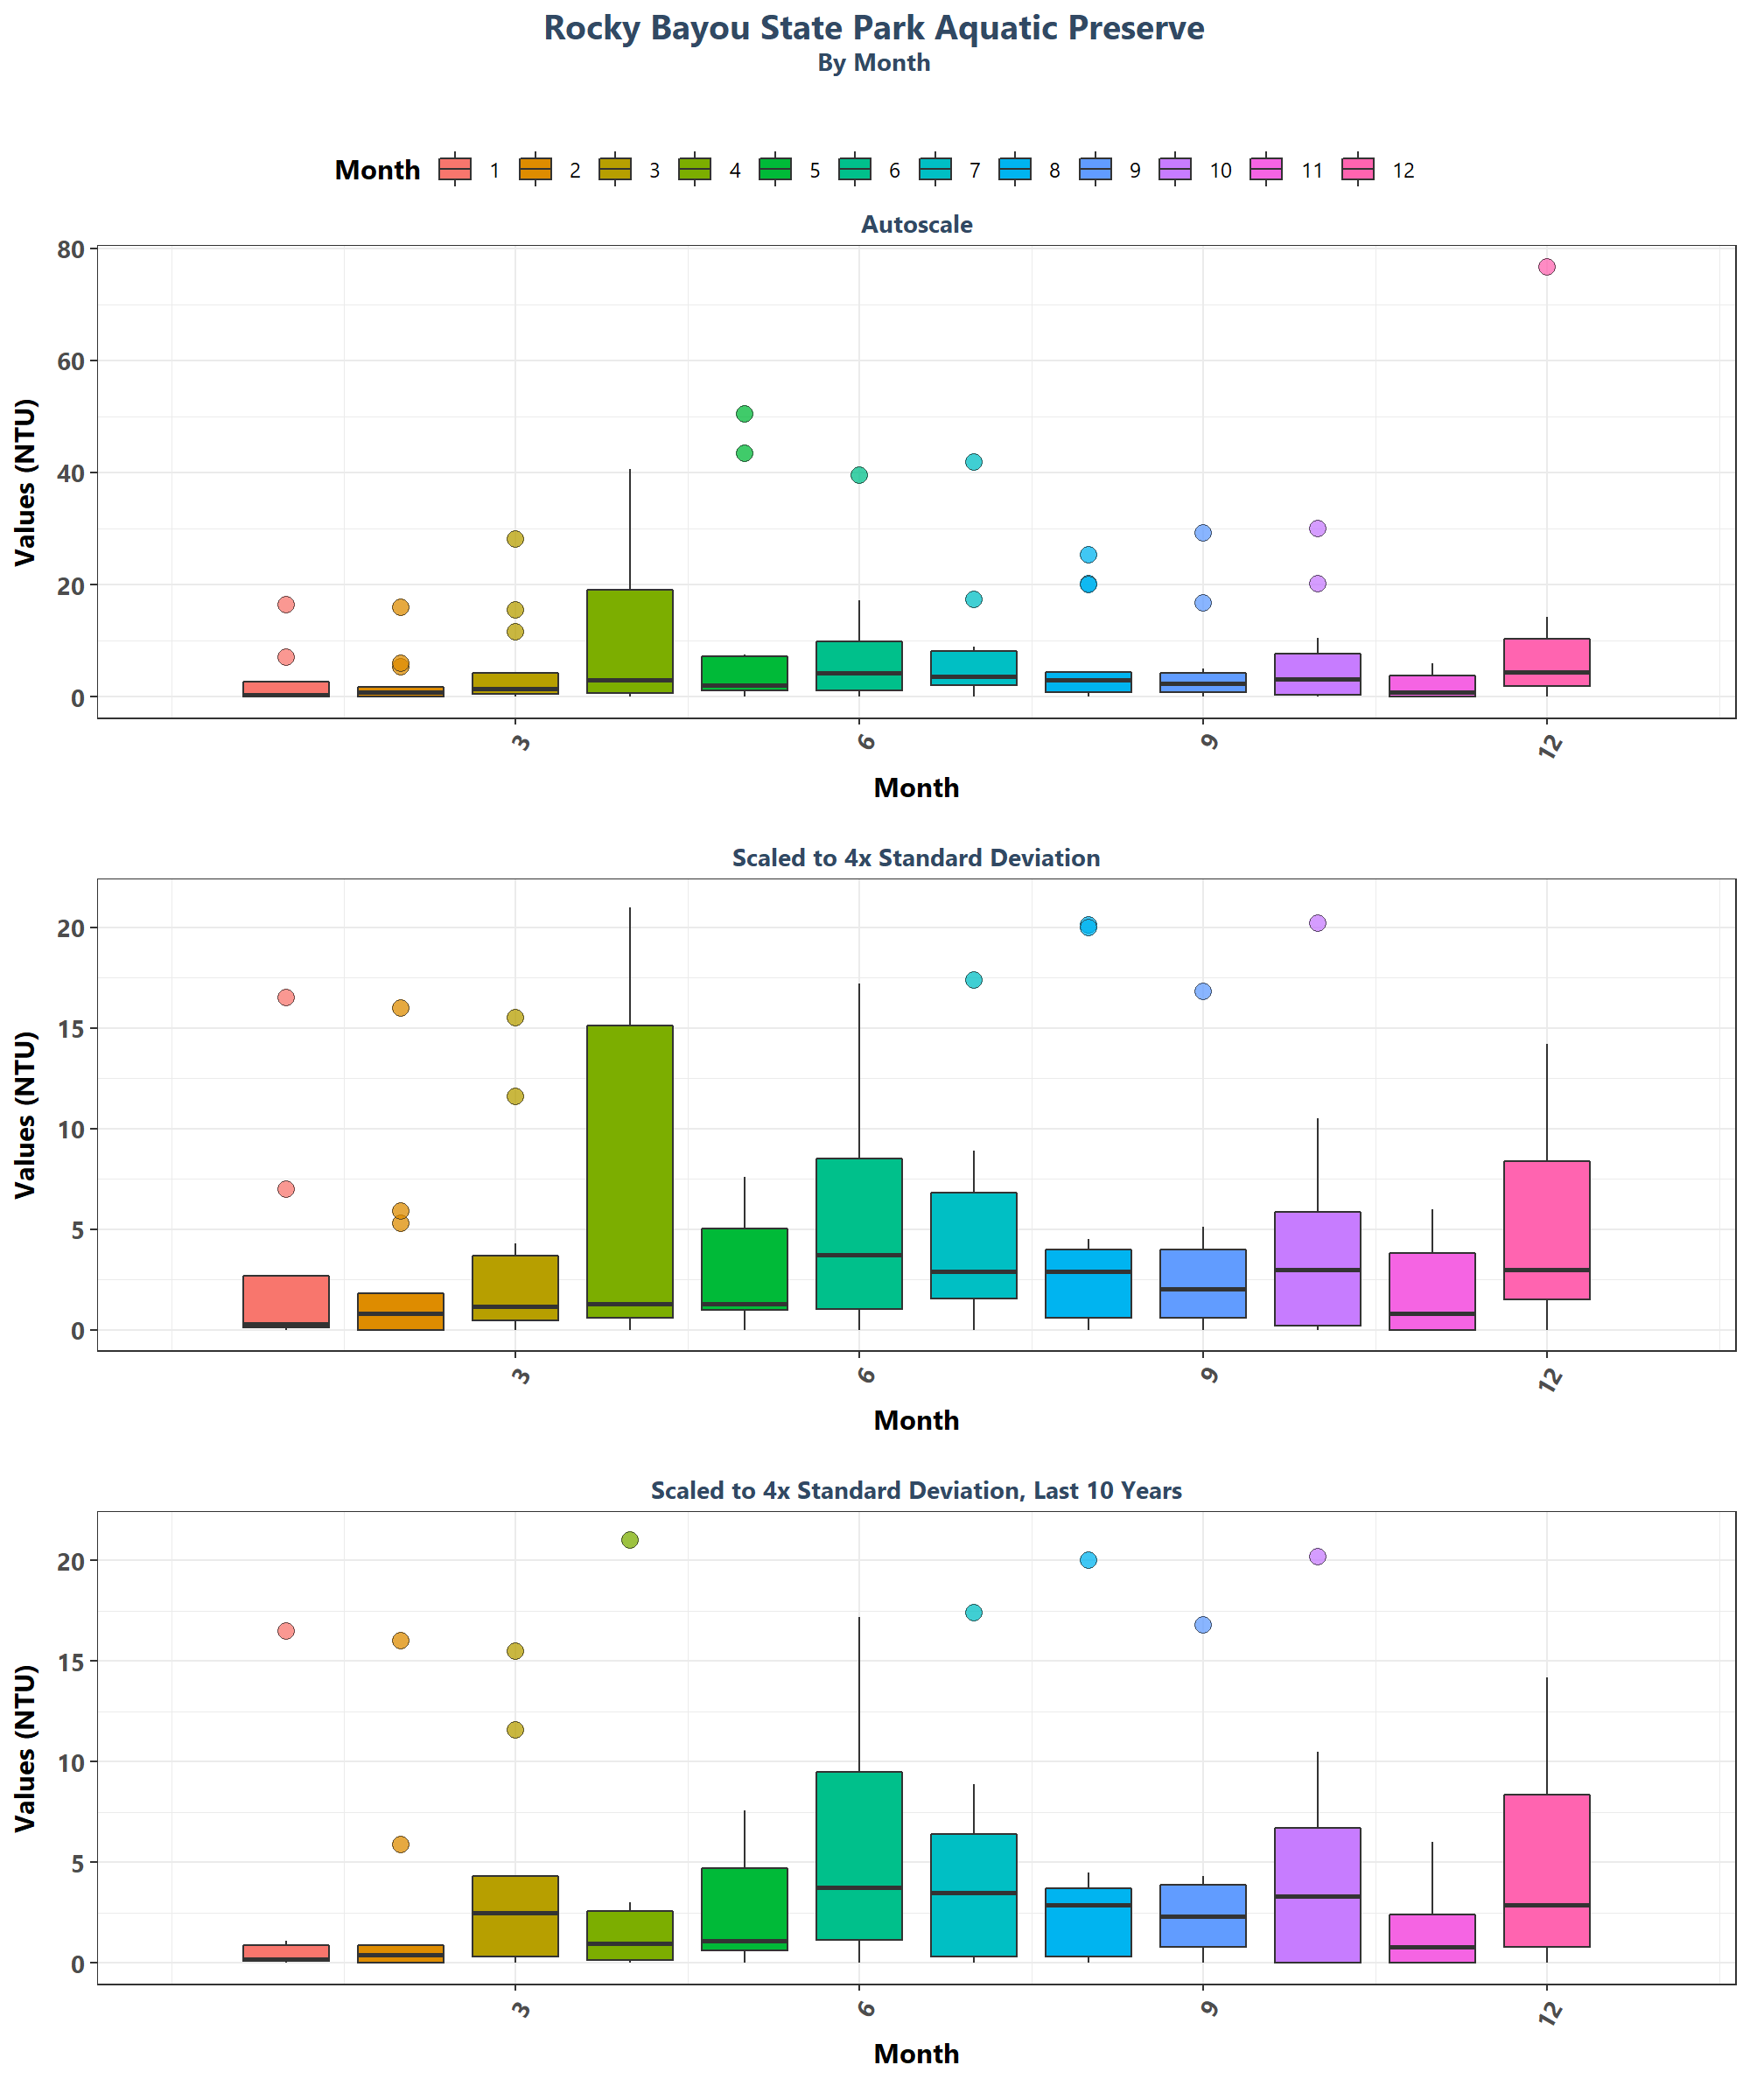 Rocky Bayou State Park Aquatic Preserve
By Month
Month 1 2 3 4 5 6 7 8 9 10 11 12
Autoscale
Values (NTU)
80
60
40
20
0
3 6 9 12
Month
Scaled to 4x Standard Deviation
Values (NTU)
20
15
10
5
0
3 6 9 12
Month
Scaled to 4x Standard Deviation, Last 10 Years
Values (NTU)
20
15
10
5
0
3 6 9 12
Month